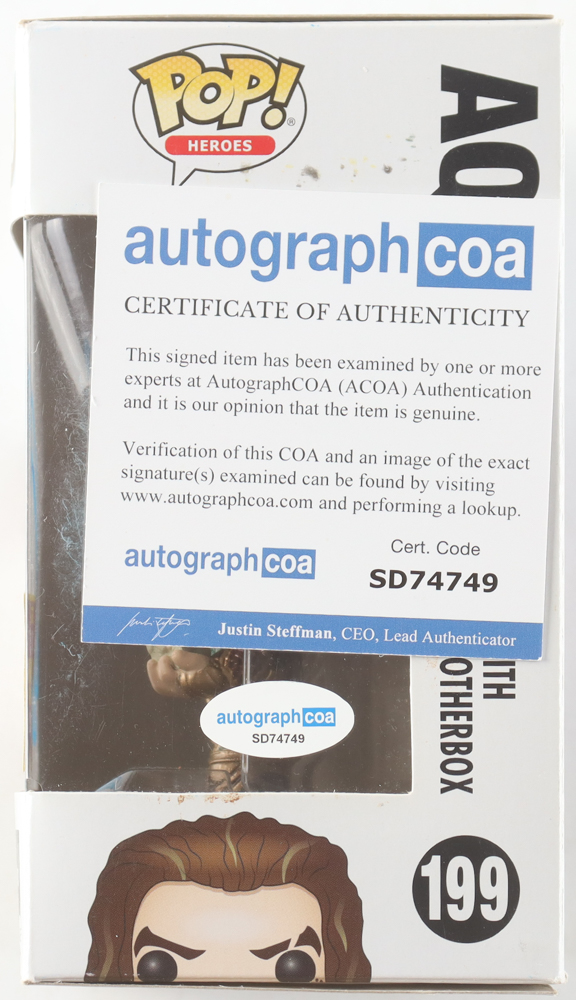 POP!®
HEROES
AQ
autographcoa
CERTIFICATE OF AUTHENTICITY
This signed item has been examined by one or more
experts at AutographCOA (ACOA) Authentication
and it is our opinion that the item is genuine.
Verification of this COA and an image of the exact
signature(s) examined can be found by visiting
www.autographcoa.com and performing a lookup.
autographcoa
Cert. Code
SD74749
Justin Steffman, CEO, Lead Authenticator
ITH
OTHERBOX
autographcoa
SD74749
199